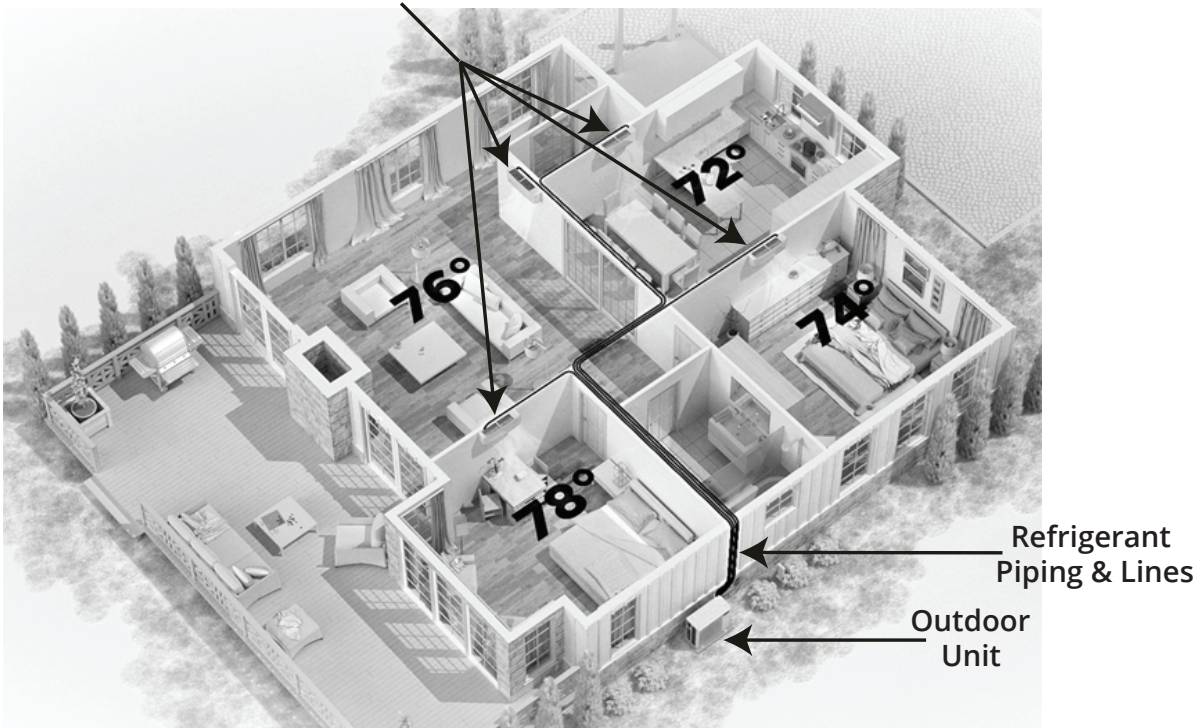 72°
76°
74°
78°
Refrigerant
Piping & Lines
Outdoor
Unit